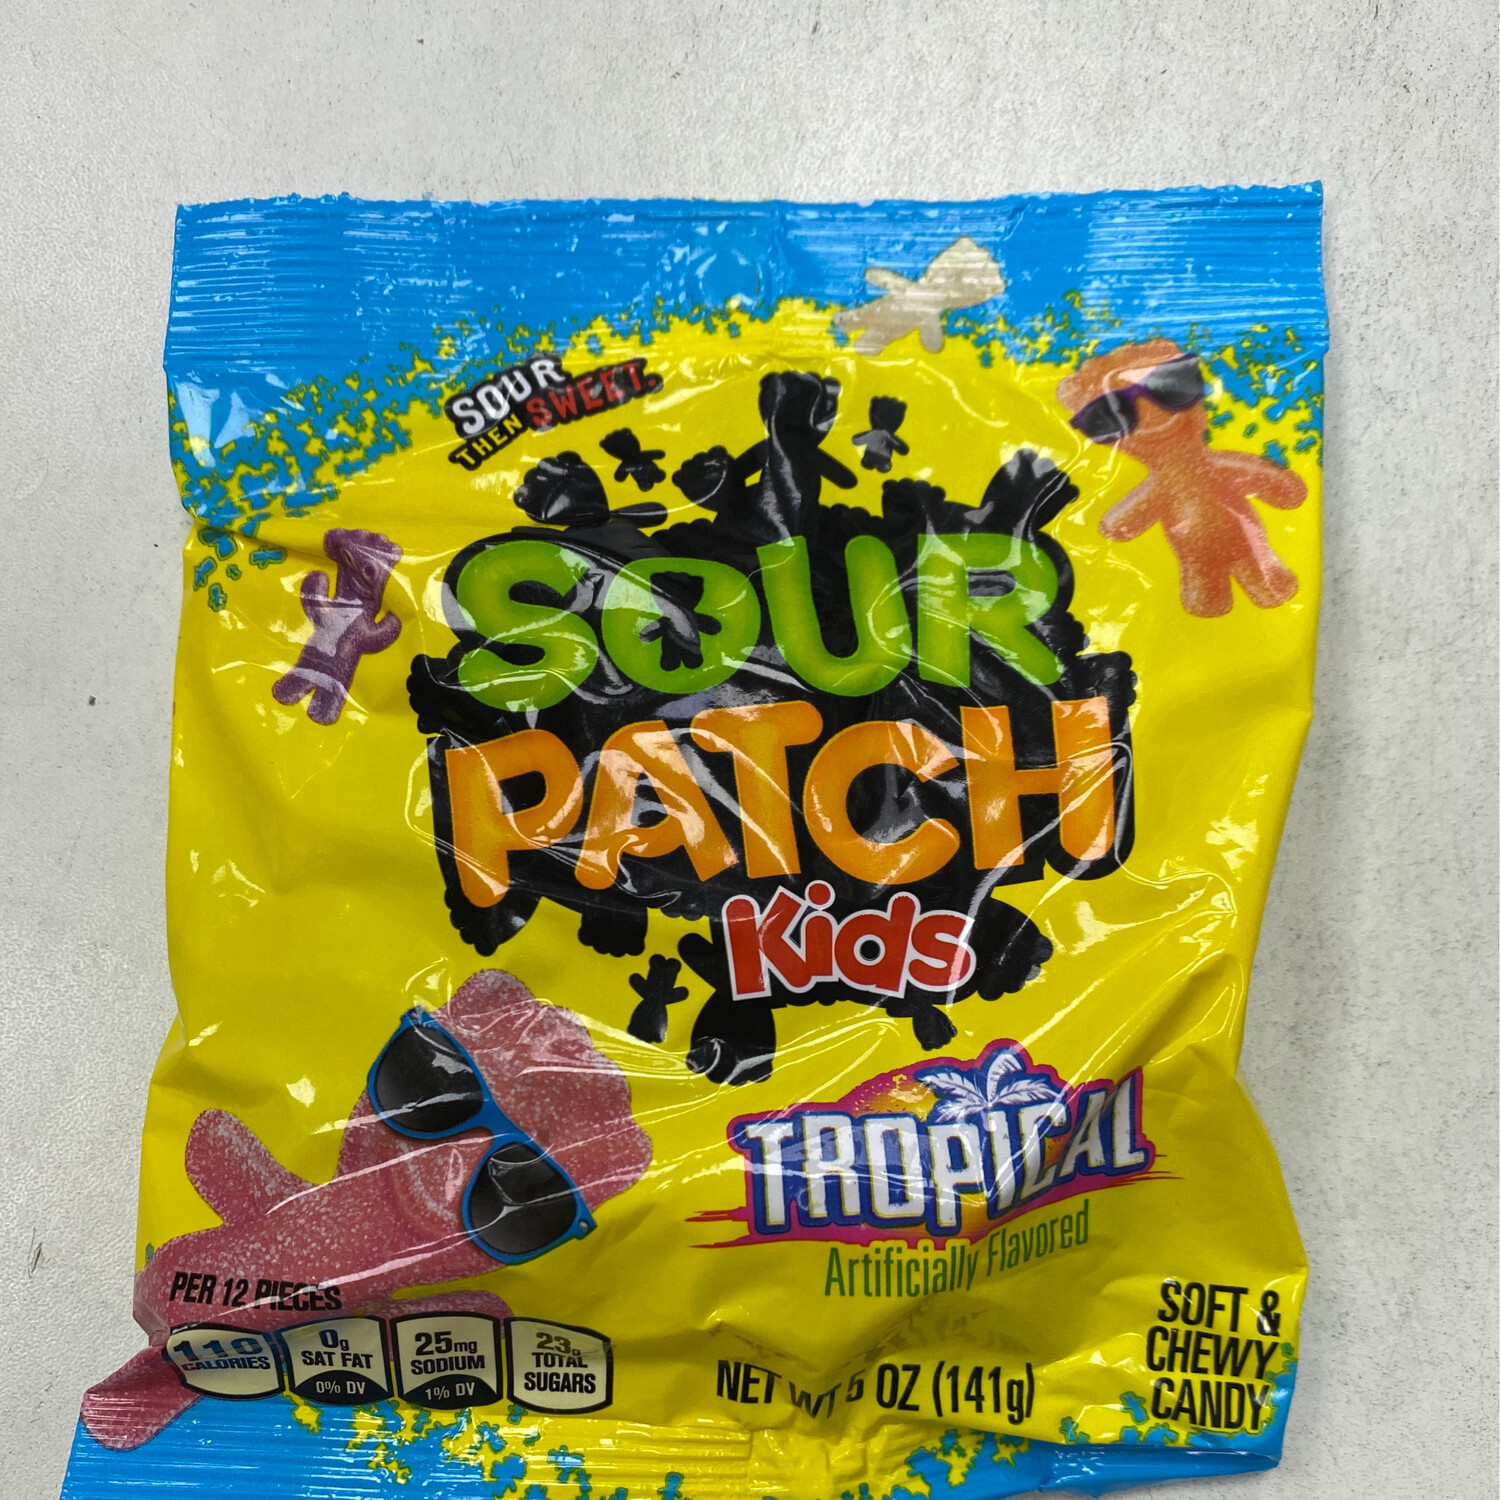 SOUR
THEN SWEET.
SOUR
PATCH
Kids
TROPICAL
Artificially Flavored
PER 12 PIECES
110
CALORIES
0g
SAT FAT
0% DV
25mg
SODIUM
1% DV
23g
TOTAL
SUGARS
NET WT 5 OZ (141g)
SOFT &
CHEWY
CANDY